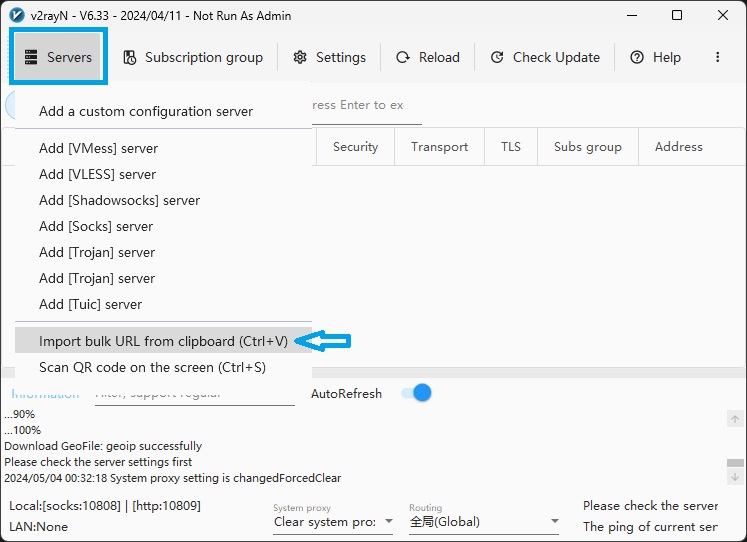 v2rayN - V6.33 - 2024/04/11 - Not Run As Admin
Servers
Subscription group
Settings
Reload
Check Update
Help
Add a custom configuration server
ress Enter to ex
Add [VMess] server
Security
Transport
TLS
Subs group
Address
Add [VLESS] server
Add [Shadowsocks] server
Add [Socks] server
Add [Trojan] server
Add [Trojan] server
Add [Tuic] server
Import bulk URL from clipboard (Ctrl+V)
Scan QR code on the screen (Ctrl+S)
Information
Filter, support regular
AutoRefresh
...90%
...100%
Download GeoFile: geoip successfully
Please check the server settings first
2024/05/04 00:32:18 System proxy setting is changedForcedClear
Local:[socks:10808] | [http:10809]
LAN:None
System proxy
Clear system pro:
Routing
全局(Global)
Please check the server
The ping of current ser